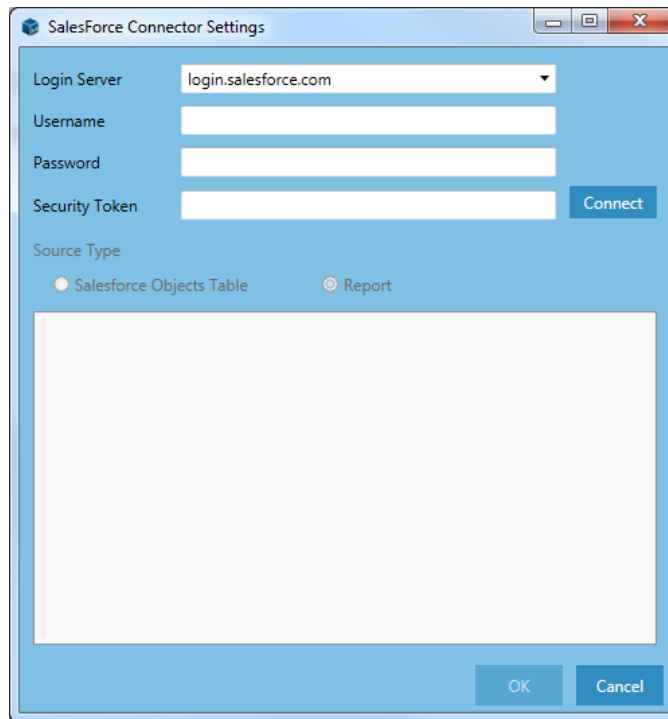 SalesForce Connector Settings
Login Server login.salesforce.com
Username
Password
Security Token Connect
Source Type
Salesforce Objects Table Report
OK Cancel